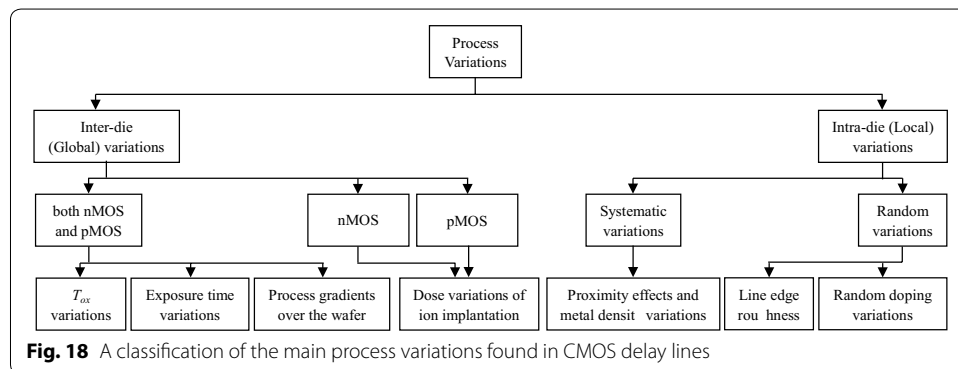 Process
Variations
Inter-die
(Global) variations
Intra-die (Local)
variations
both nMOS
and pMOS
nMOS
pMOS
Systematic
variations
Random
variations
Tox
variations
Exposure time
variations
Process gradients
over the wafer
Dose variations of
ion implantation
Proximity effects and
metal densit variations
Line edge
rou hness
Random doping
variations
Fig. 18 A classification of the main process variations found in CMOS delay lines